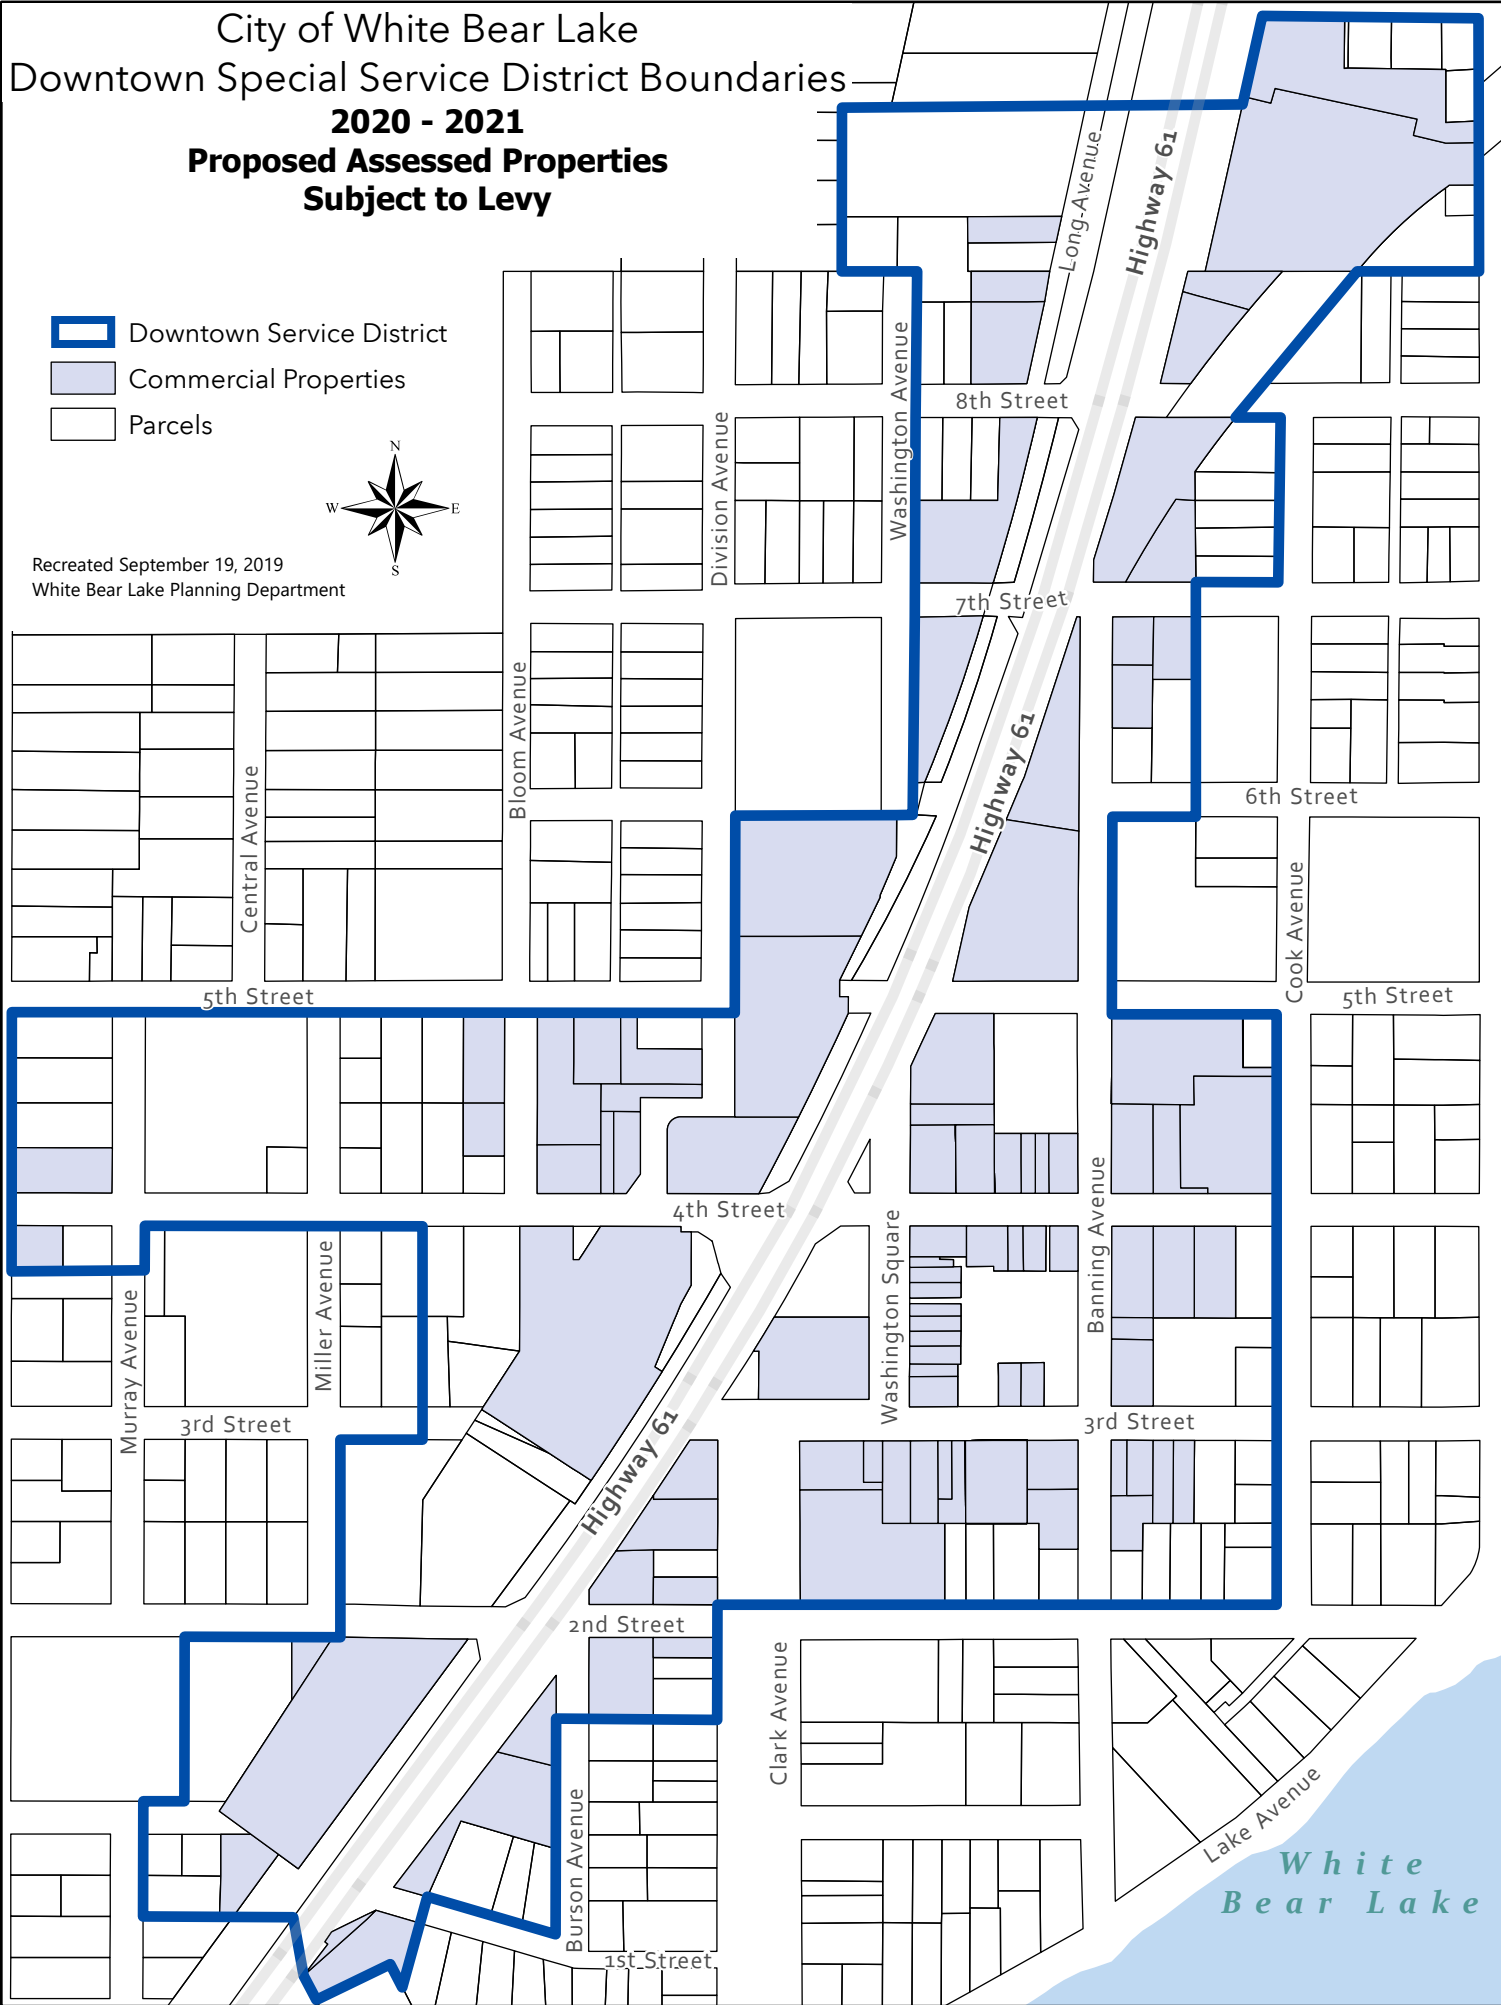 City of White Bear Lake
Downtown Special Service District Boundaries
2020 - 2021
Proposed Assessed Properties
Subject to Levy
Downtown Service District
Commercial Properties
Parcels
N
W
E
S
Recreated September 19, 2019
White Bear Lake Planning Department
Long Avenue
Highway 61
Washington Avenue
8th Street
Division Avenue
7th Street
Bloom Avenue
Highway 61
6th Street
Central Avenue
Cook Avenue
5th Street
5th Street
4th Street
Banning Avenue
Washington Square
Miller Avenue
Murray Avenue
3rd Street
3rd Street
Highway 61
2nd Street
Clark Avenue
Burson Avenue
Lake Avenue
1st Street
White
Bear Lake